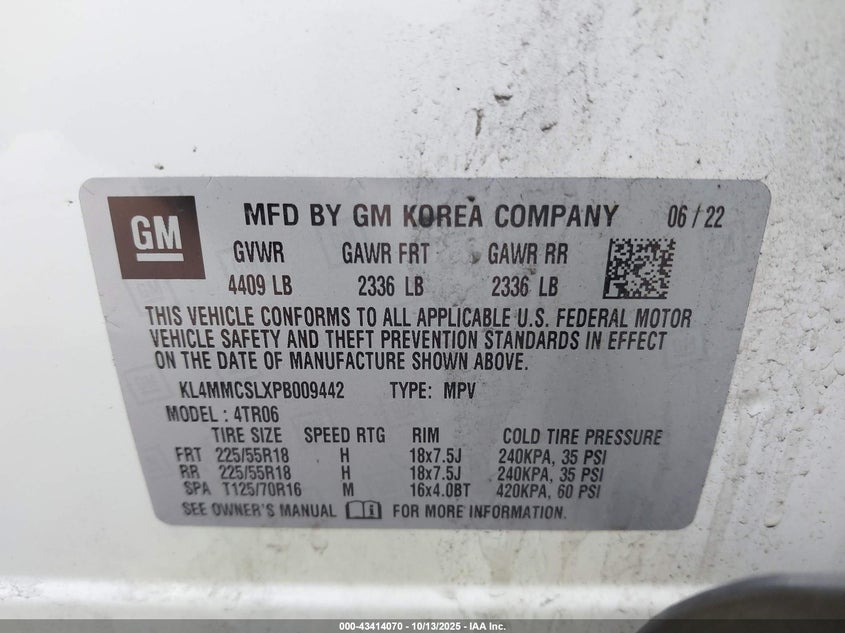 GM
MFD BY GM KOREA COMPANY 06 / 22
GVWR GAWR FRT GAWR RR
4409 LB 2336 LB 2336 LB
THIS VEHICLE CONFORMS TO ALL APPLICABLE U.S. FEDERAL MOTOR
VEHICLE SAFETY AND THEFT PREVENTION STANDARDS IN EFFECT
ON THE DATE OF MANUFACTURE SHOWN ABOVE.
KL4MMCSLXPB009442 TYPE: MPV
MODEL : 4TR06
TIRE SIZE SPEED RTG RIM COLD TIRE PRESSURE
FRT 225/55R18 H 18x7.5J 240KPA, 35 PSI
RR 225/55R18 H 18x7.5J 240KPA, 35 PSI
SPA T125/70R16 M 16x4.0BT 420KPA, 60 PSI
SEE OWNER'S MANUAL i FOR MORE INFORMATION.
000-43414070 - 10/13/2025 - IAA Inc.